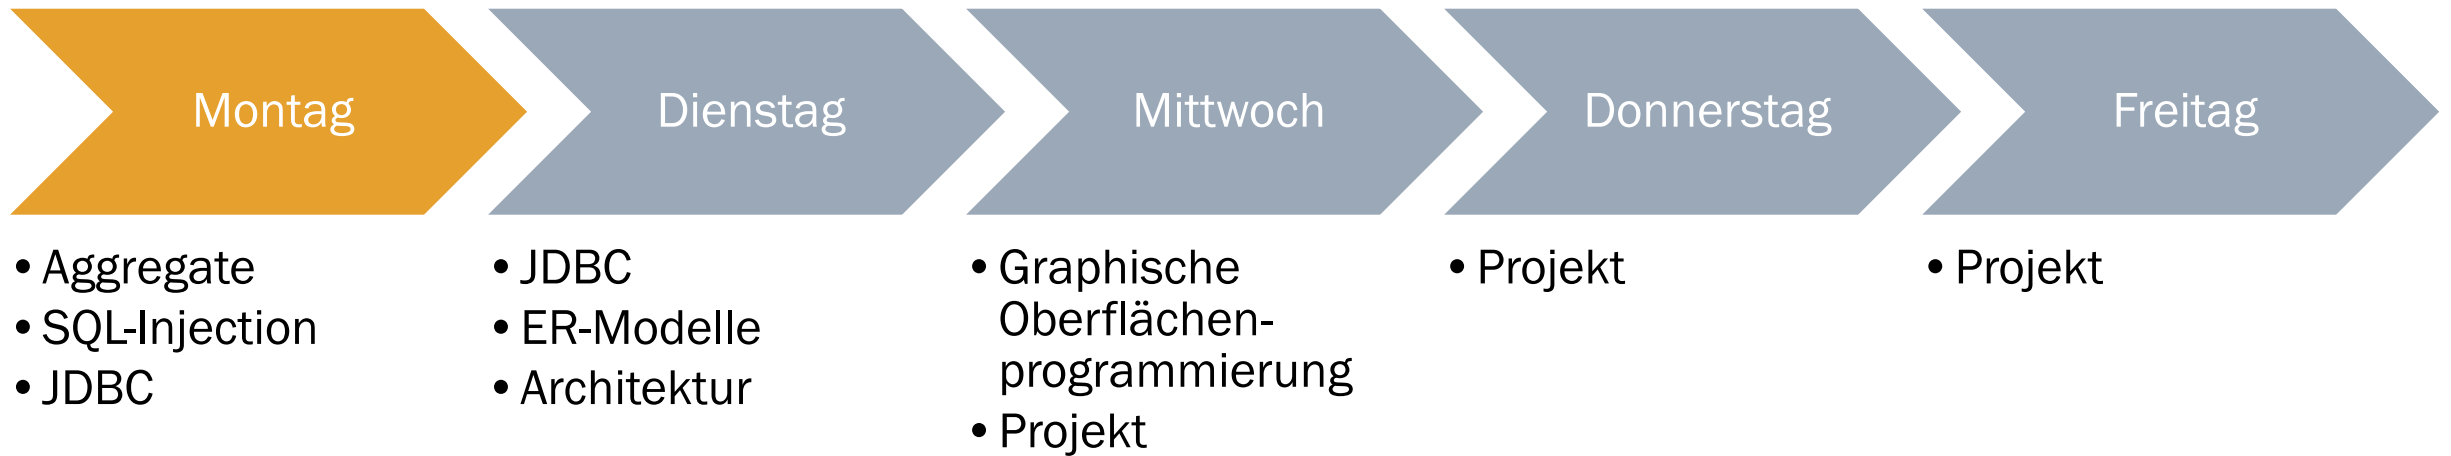 Montag
Dienstag
Mittwoch
Donnerstag
Freitag
• Aggregate
• SQL-Injection
• JDBC
• JDBC
• ER-Modelle
• Architektur
• Graphische
Oberflächen-
programmierung
• Projekt
• Projekt
• Projekt